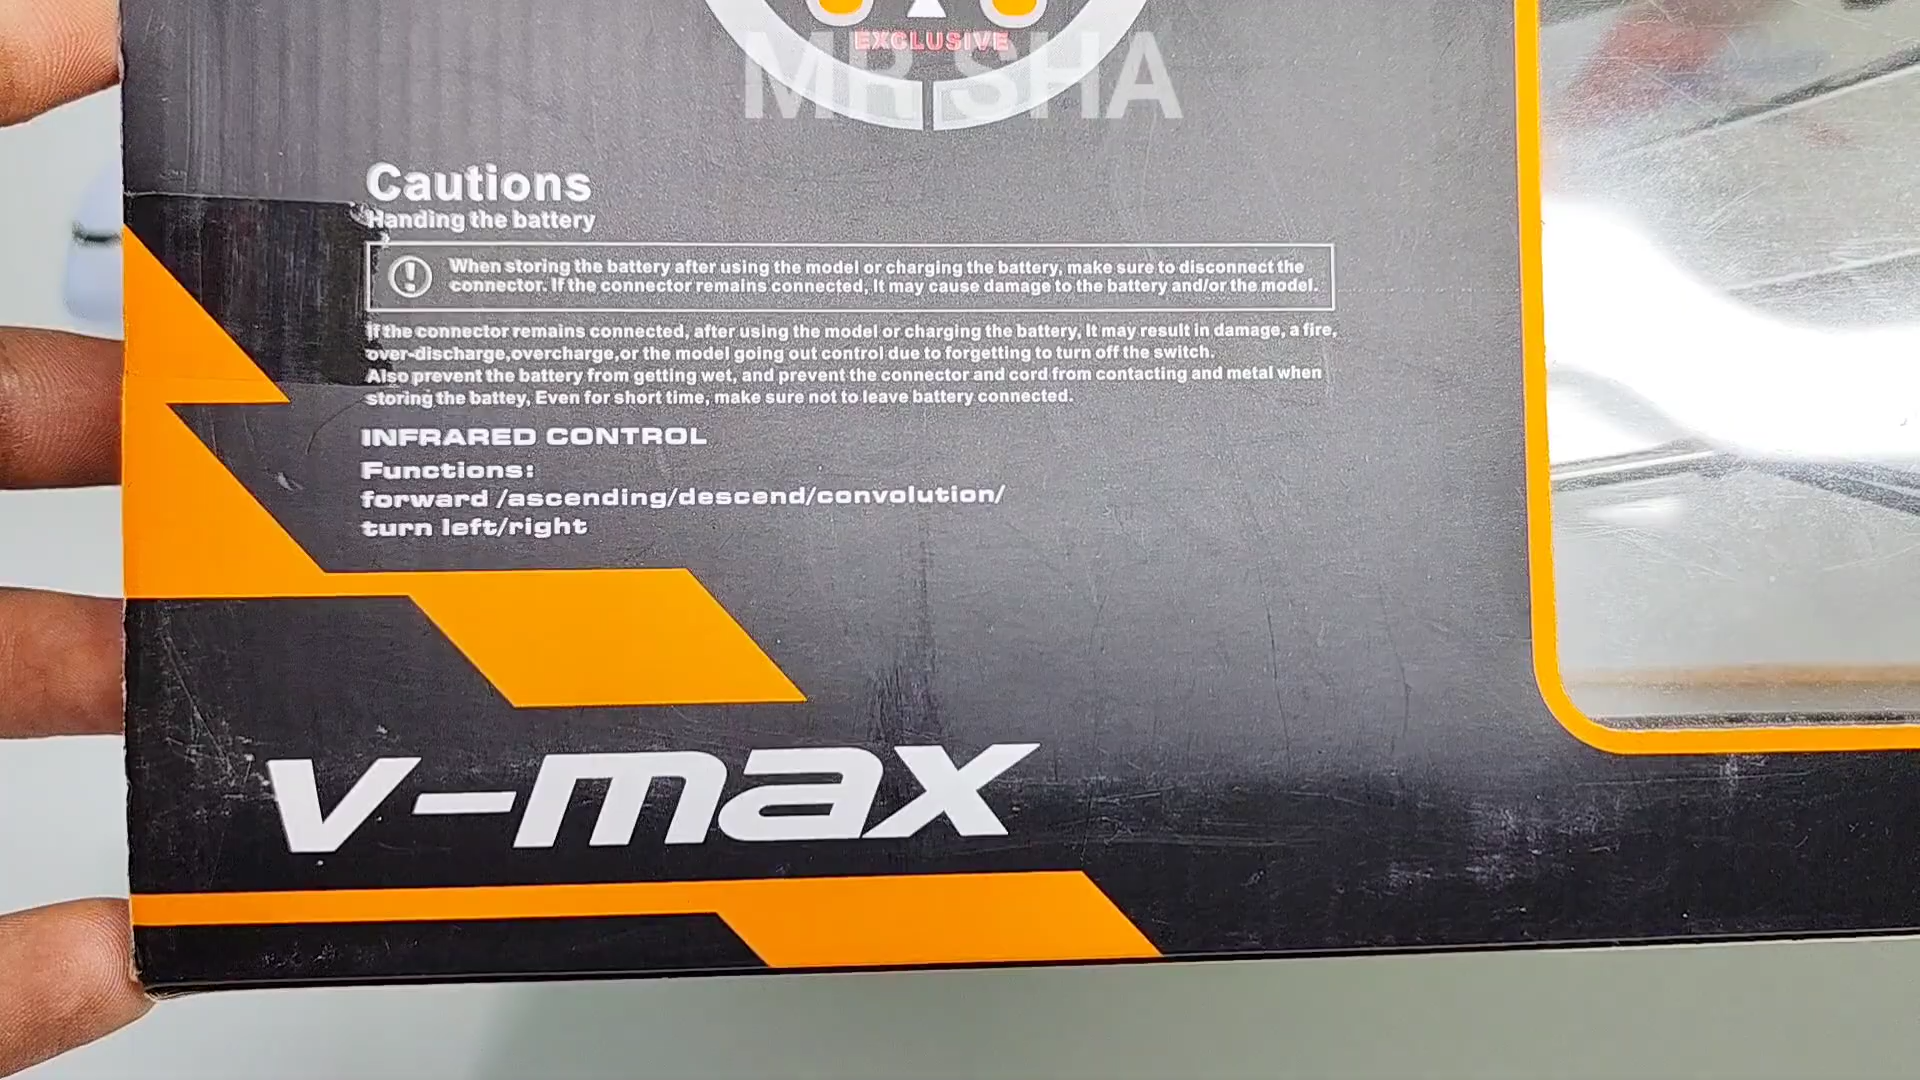 EXCLUSIVE
MR SHA
Cautions
Handing the battery
When storing the battery after using the model or charging the battery, make sure to disconnect the
connector. If the connector remains connected, It may cause damage to the battery and/or the model.
If the connector remains connected, after using the model or charging the battery, It may result in damage, a fire,
over-discharge,overcharge,or the model going out control due to forgetting to turn off the switch.
Also prevent the battery from getting wet, and prevent the connector and cord from contacting and metal when
storing the battey, Even for short time, make sure not to leave battery connected.
INFRARED CONTROL
Functions:
forward /ascending/descend/convolution/
turn left/right
v-max